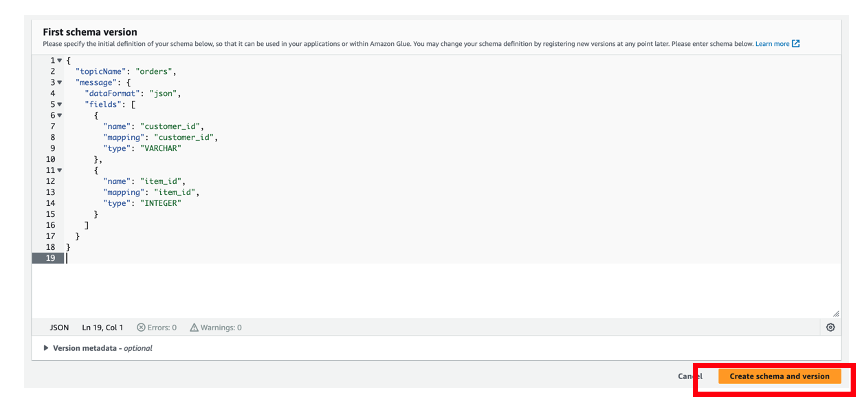 First schema version
Please specify the initial definition of your schema below, so that it can be used in your applications or within Amazon Glue. You may change your schema definition by registering new versions at any point later. Please enter schema below. Learn more
1 {
2 "topicName": "orders",
3 "message": {
4 "dataFormat": "json",
5 "fields": [
6 {
7 "name": "customer_id",
8 "mapping": "customer_id",
9 "type": "VARCHAR"
10 },
11 {
12 "name": "item_id",
13 "mapping": "item_id",
14 "type": "INTEGER"
15 }
16 ]
17 }
18 }
19
JSON Ln 19, Col 1 Errors: 0 Warnings: 0
Version metadata - optional
Cancel Create schema and version